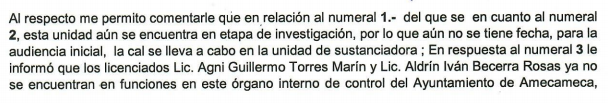 Al respecto me permito comentarle que en relación al numeral 1.- del que se en cuanto al numeral
2, esta unidad aún se encuentra en etapa de investigación, por lo que aún no se tiene fecha, para la
audiencia inicial, la cal se lleva a cabo en la unidad de sustanciadora ; En respuesta al numeral 3 le
informó que los licenciados Lic. Agni Guillermo Torres Marín y Lic. Aldrín Iván Becerra Rosas ya no
se encuentran en funciones en este órgano interno de control del Ayuntamiento de Amecameca,